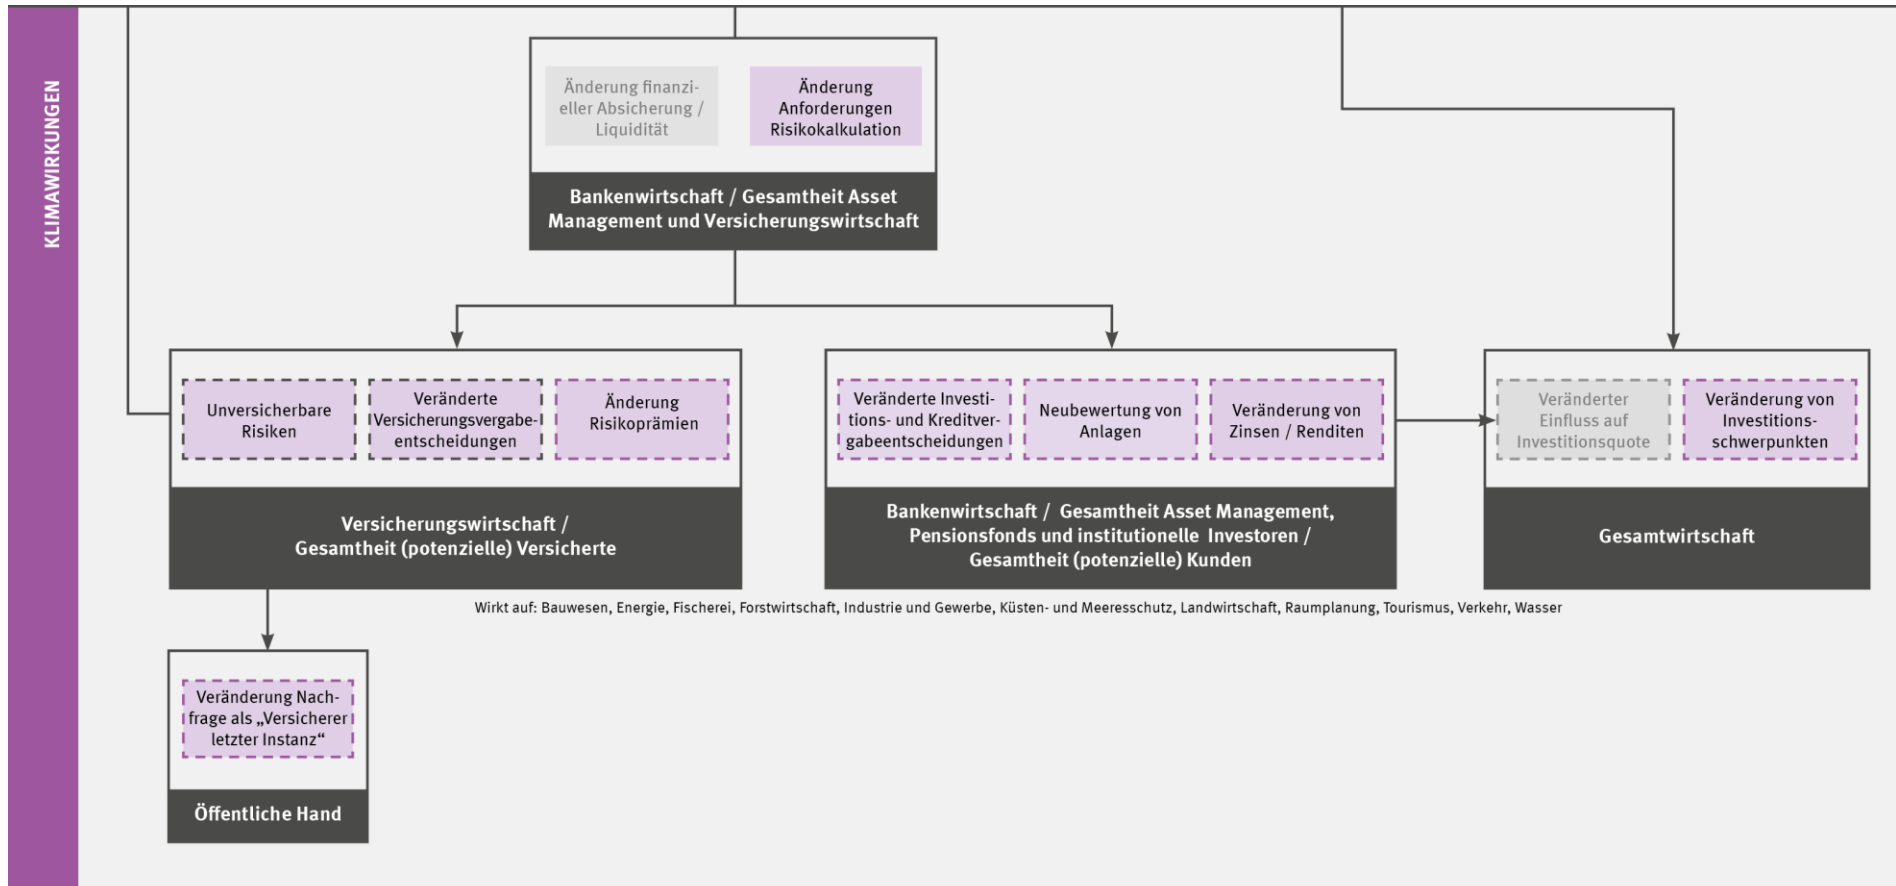 KLIMAWIRKUNGEN
Änderung finanzi-
eller Absicherung /
Liquidität
Änderung
Anforderungen
Risikokalkulation
Bankenwirtschaft / Gesamtheit Asset
Management und Versicherungswirtschaft
Unversicherbare
Risiken
Veränderte
Versicherungsvergabe-
entscheidungen
Änderung
Risikoprämien
Versicherungswirtschaft /
Gesamtheit (potenzielle) Versicherte
Veränderte Investi-
tions- und Kreditver-
gabeentscheidungen
Neubewertung von
Anlagen
Veränderung von
Zinsen / Renditen
Bankenwirtschaft / Gesamtheit Asset Management,
Pensionsfonds und institutionelle Investoren /
Gesamtheit (potenzielle) Kunden
Veränderter
Einfluss auf
Investitionsquote
Veränderung von
Investitions-
schwerpunkten
Gesamtwirtschaft
Wirkt auf: Bauwesen, Energie, Fischerei, Forstwirtschaft, Industrie und Gewerbe, Küsten- und Meeresschutz, Landwirtschaft, Raumplanung, Tourismus, Verkehr, Wasser
Veränderung Nach-
frage als „Versicherer
letzter Instanz“
Öffentliche Hand